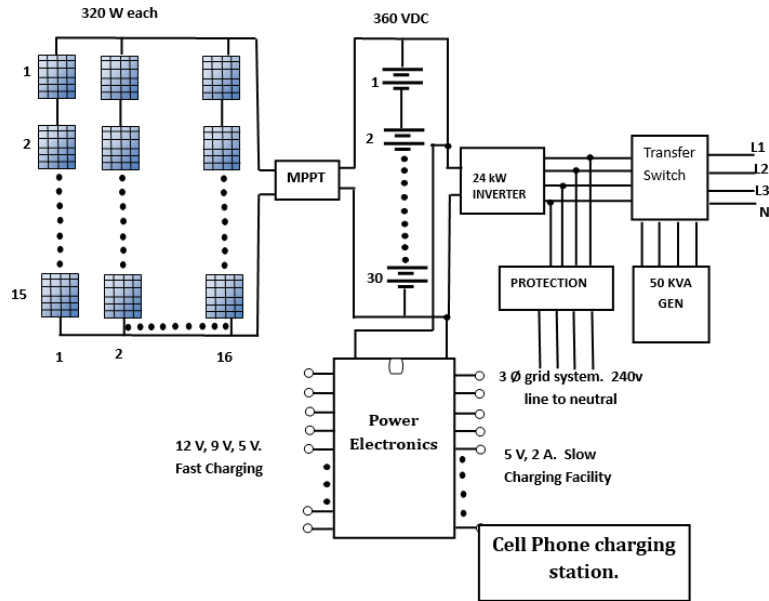 320 W each
360 VDC
1
2
15
1
2
16
MPPT
1
2
30
24 kW
INVERTER
Transfer
Switch
L1
L2
L3
N
PROTECTION
50 KVA
GEN
3 Ø grid system. 240v
line to neutral
Power
Electronics
12 V, 9 V, 5 V.
Fast Charging
5 V, 2 A. Slow
Charging Facility
Cell Phone charging
station.